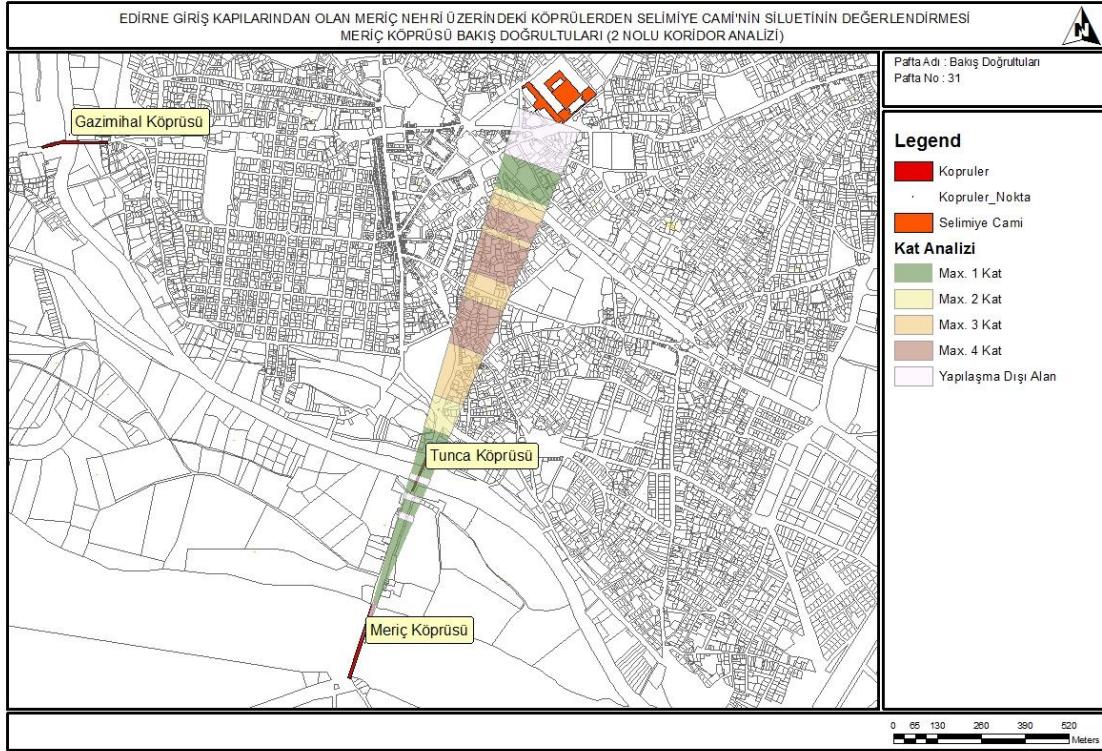 EDİRNE GİRİŞ KAPILARINDAN OLAN MERİÇ NEHRİ ÜZERİNDEKİ KÖPRÜLERDEN SELİMİYE CAMİ'NİN SİLUETİNİN DEĞERLENDİRMESİ
MERİÇ KÖPRÜSÜ BAKIŞ DOĞRULTULARI (2 NOLU KORİDOR ANALİZİ)
N
Pafta Adı : Bakış Doğrultuları
Pafta No : 31
Gazimihal Köprüsü
Tunca Köprüsü
Meriç Köprüsü
Legend
Kopruler
Kopruler_Nokta
Selimiye Cami
Kat Analizi
Max. 1 Kat
Max. 2 Kat
Max. 3 Kat
Max. 4 Kat
Yapılaşma Dışı Alan
0 65 130 260 390 520
Meters